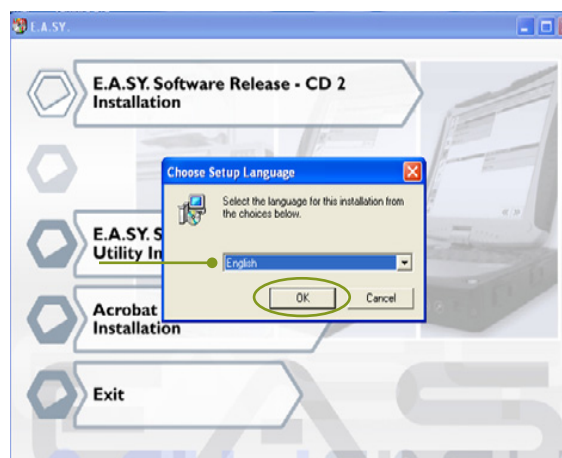 E.A.SY.
E.A.SY. Software Release - CD 2
Installation
Choose Setup Language
Select the language for this installation from
the choices below.
English
OK Cancel
E.A.SY. S
Utility In
Acrobat
Installation
Exit